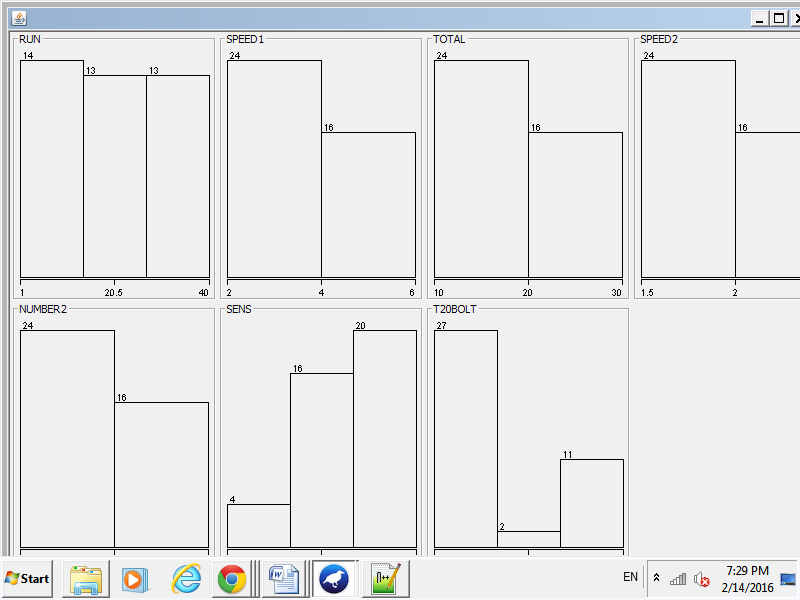 RUN
14
13
13
1
20.5
40
SPEED1
24
16
2
4
6
TOTAL
24
16
10
20
30
SPEED2
24
16
1.5
2
NUMBER2
24
16
SENS
4
16
20
T20BOLT
27
2
11
Start
W
n++
EN
7:29 PM
2/14/2016